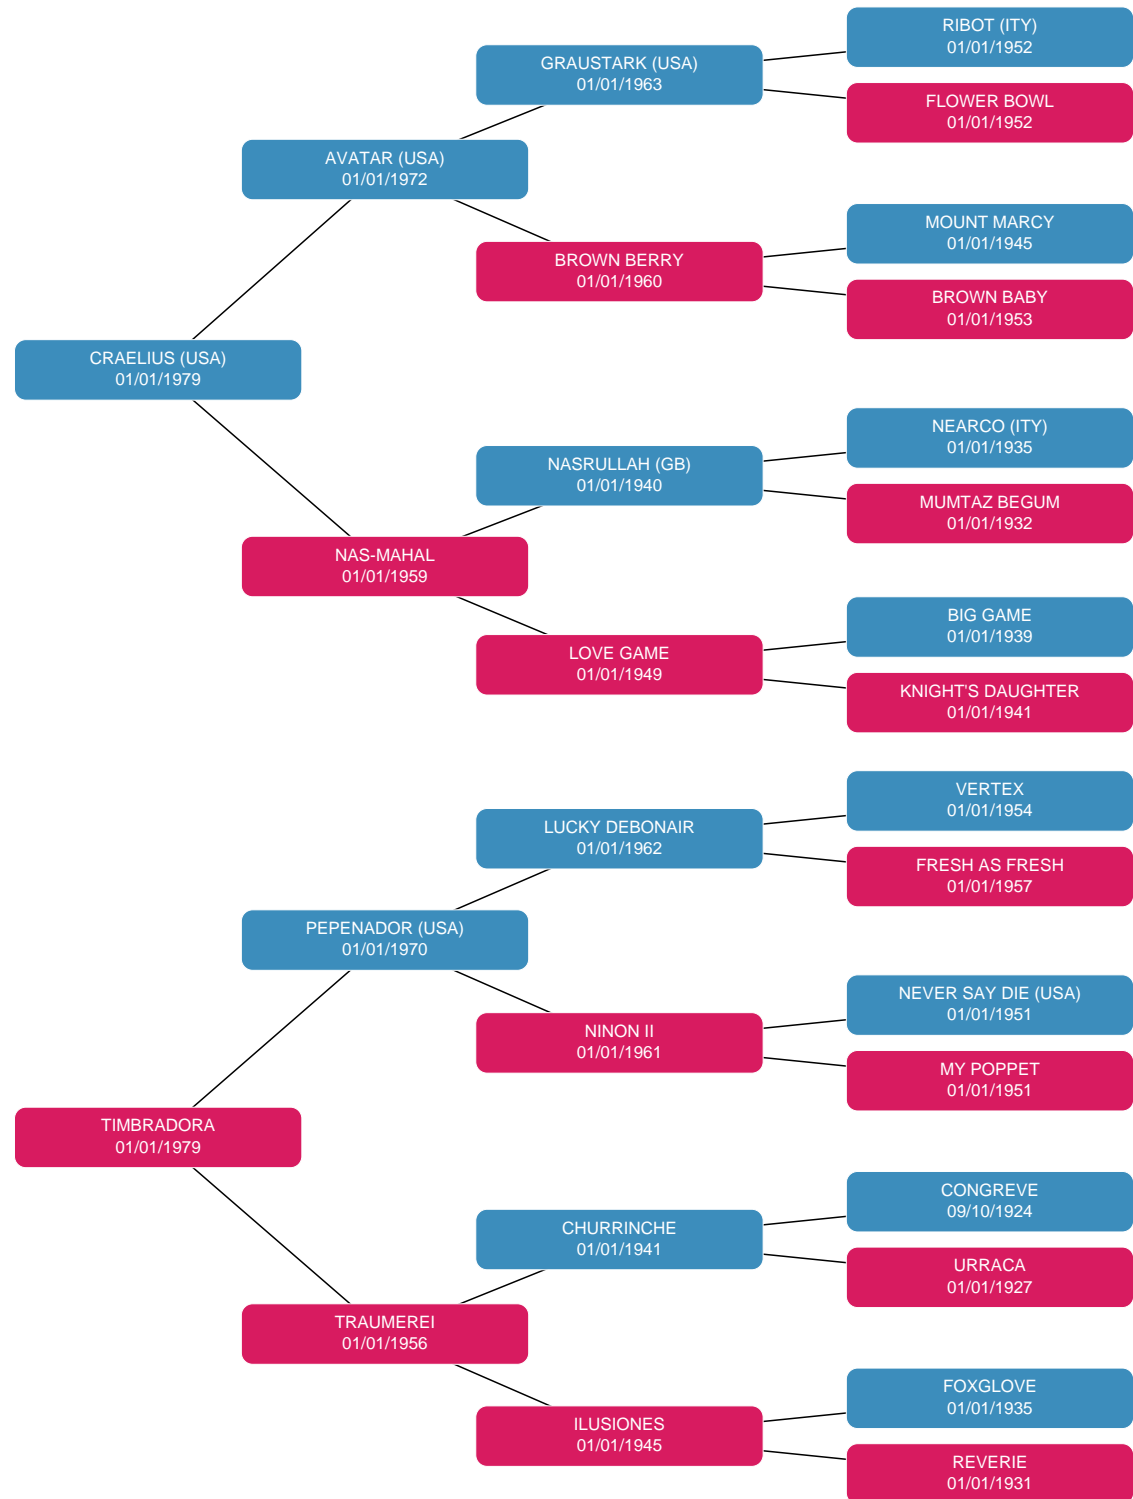 RIBOT (ITY)
01/01/1952
GRAUSTARK (USA)
01/01/1963
FLOWER BOWL
01/01/1952
AVATAR (USA)
01/01/1972
MOUNT MARCY
01/01/1945
BROWN BERRY
01/01/1960
BROWN BABY
01/01/1953
CRAELIUS (USA)
01/01/1979
NEARCO (ITY)
01/01/1935
NASRULLAH (GB)
01/01/1940
MUMTAZ BEGUM
01/01/1932
NAS-MAHAL
01/01/1959
BIG GAME
01/01/1939
LOVE GAME
01/01/1949
KNIGHT'S DAUGHTER
01/01/1941
VERTEX
01/01/1954
LUCKY DEBONAIR
01/01/1962
FRESH AS FRESH
01/01/1957
PEPENADOR (USA)
01/01/1970
NEVER SAY DIE (USA)
01/01/1951
NINON II
01/01/1961
MY POPPET
01/01/1951
TIMBRADORA
01/01/1979
CONGREVE
09/10/1924
CHURRINCHE
01/01/1941
URRACA
01/01/1927
TRAUMEREI
01/01/1956
FOXGLOVE
01/01/1935
ILUSIONES
01/01/1945
REVERIE
01/01/1931